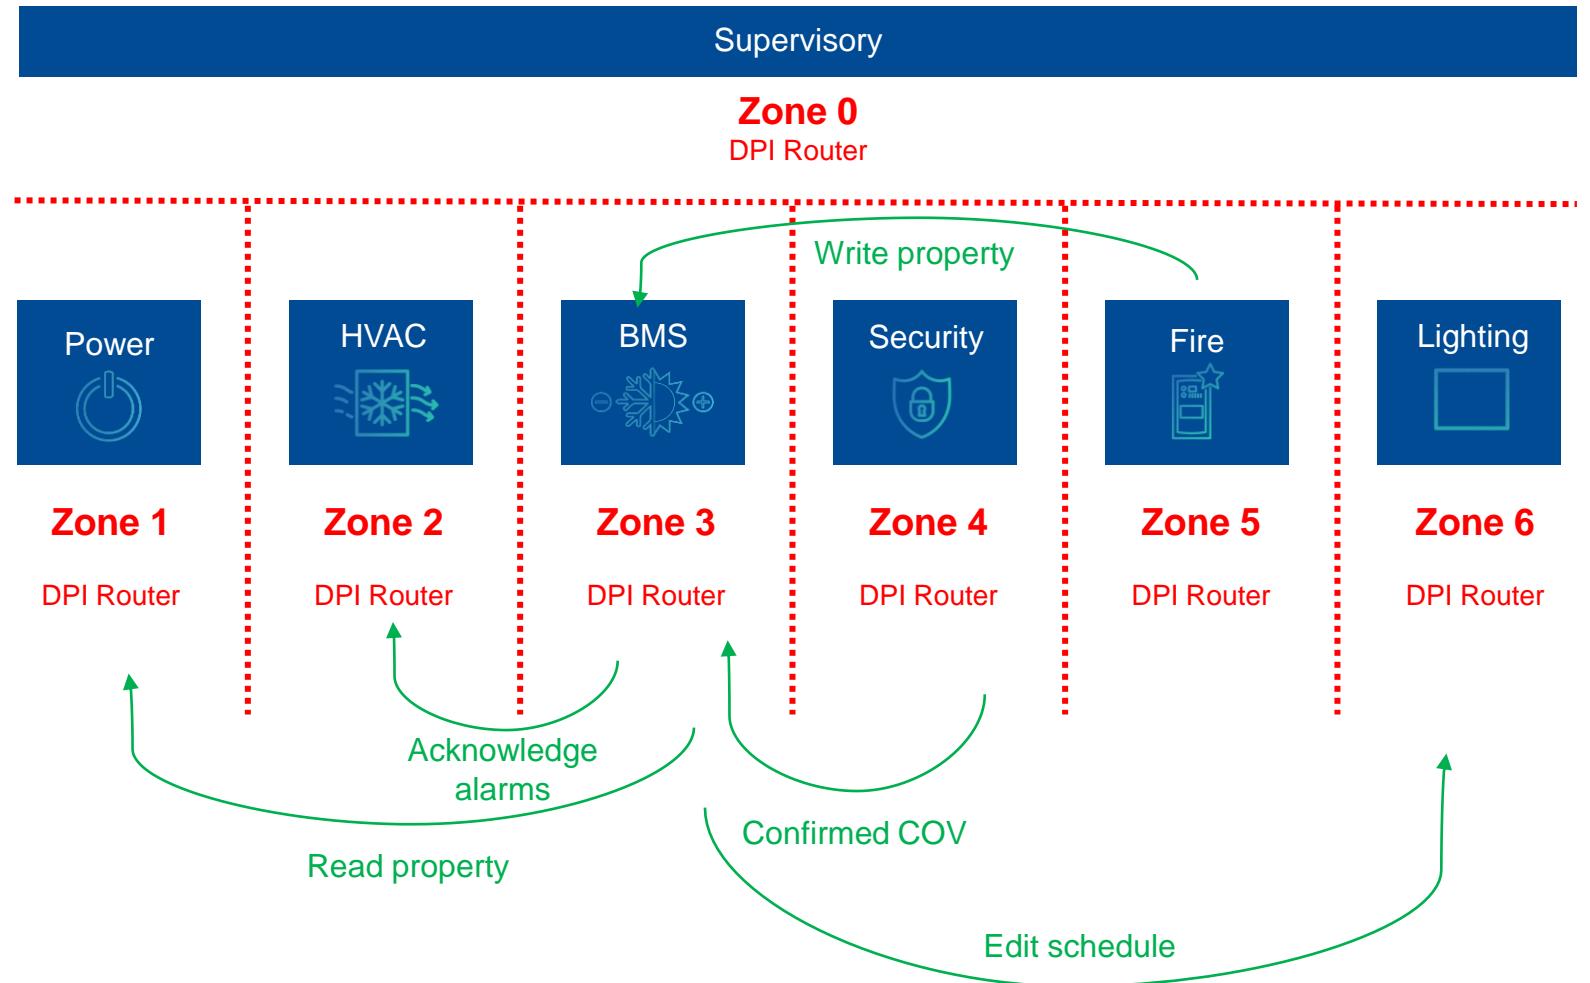 Supervisory
Zone 0
DPI Router
Write property
Power
HVAC
BMS
Security
Fire
Lighting
Zone 1
Zone 2
Zone 3
Zone 4
Zone 5
Zone 6
DPI Router
DPI Router
DPI Router
DPI Router
DPI Router
DPI Router
Acknowledge
alarms
Confirmed COV
Read property
Edit schedule